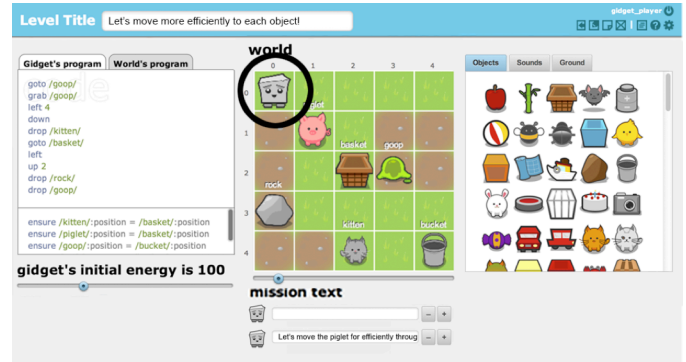 Level Title
Let's move more efficiently to each object!
gidget_player
Gidget's program
World's program
code
goto /goop/
grab /goop/
left 4
down
drop /kitten/
goto /basket/
left
up 2
drop /rock/
drop /goop/
ensure /kitten/:position = /basket/:position
ensure /piglet/:position = /basket/:position
ensure /goop/:position = /bucket/:position
gidget's initial energy is 100
world
0 1 2 3 4
0
piglet
1
basket goop
2
rock
3
kitten bucket
4
mission text
Let's move the piglet for efficiently throug
Objects
Sounds
Ground